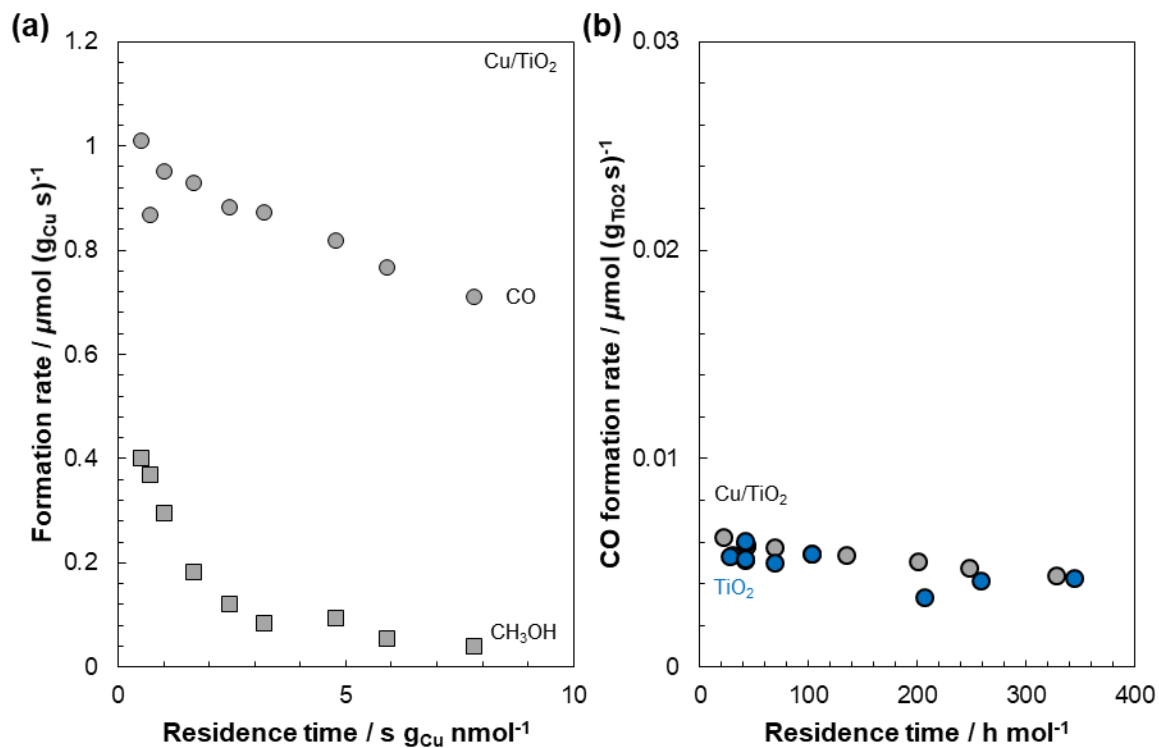 (a)
1.2
1
0.8
0.6
0.4
0.2
0
Formation rate / µmol (gCu s)⁻¹
Cu/TiO₂
CO
CH₃OH
0 5 10
Residence time / s gCu nmol⁻¹
(b)
0.03
0.02
0.01
0.00
CO formation rate / µmol (gTiO2 s)⁻¹
Cu/TiO₂
TiO₂
0 100 200 300 400
Residence time / h mol⁻¹